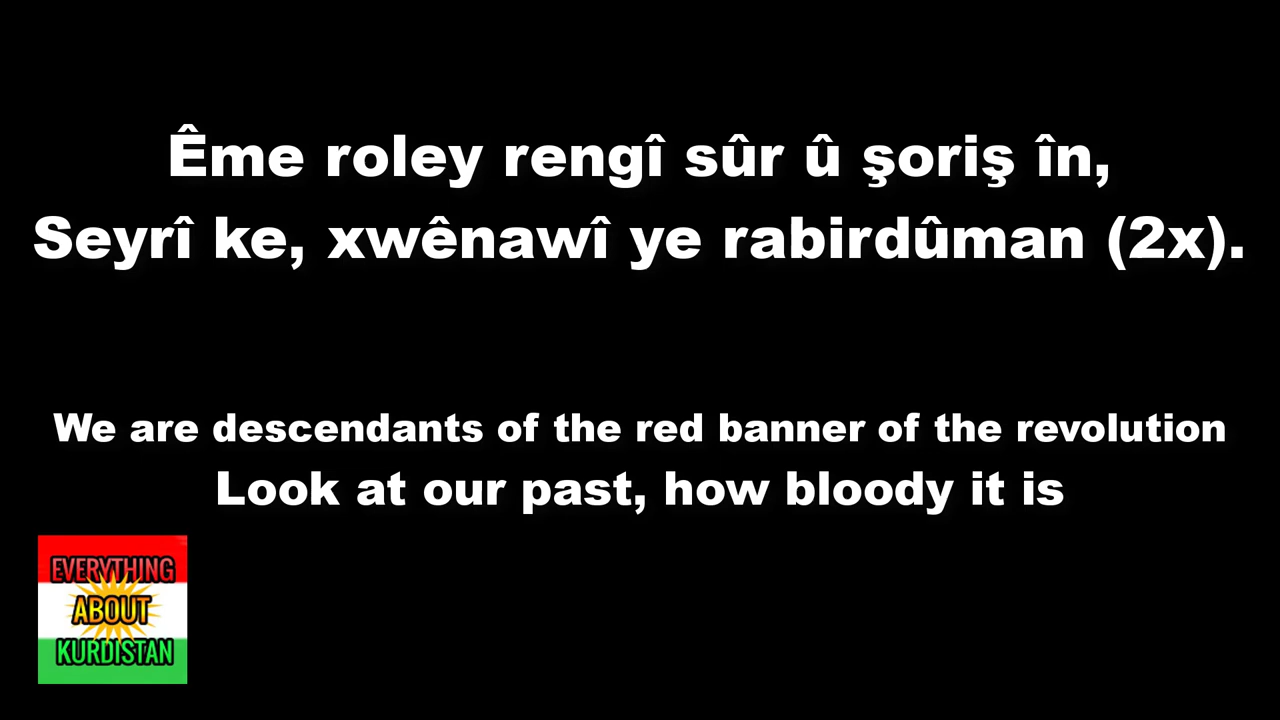 Ême roley rengî sûr û şoriş în,
Seyrî ke, xwênawî ye rabirdûman (2x).
We are descendants of the red banner of the revolution
Look at our past, how bloody it is
EVERYTHING
ABOUT
KURDISTAN